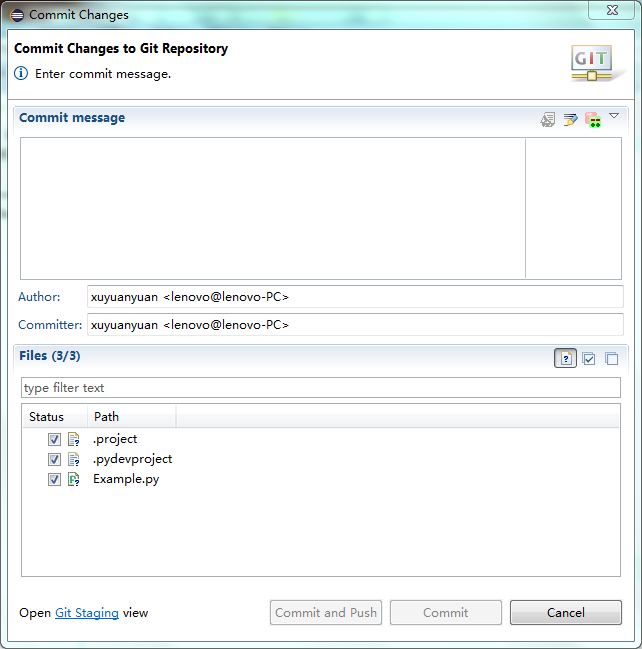 Commit Changes
Commit Changes to Git Repository
Enter commit message.
GIT
Commit message
Author: xuyuanyuan <lenovo@lenovo-PC>
Committer: xuyuanyuan <lenovo@lenovo-PC>
Files (3/3)
type filter text
Status Path
.project
.pydevproject
Example.py
Open Git Staging view Commit and Push Commit Cancel